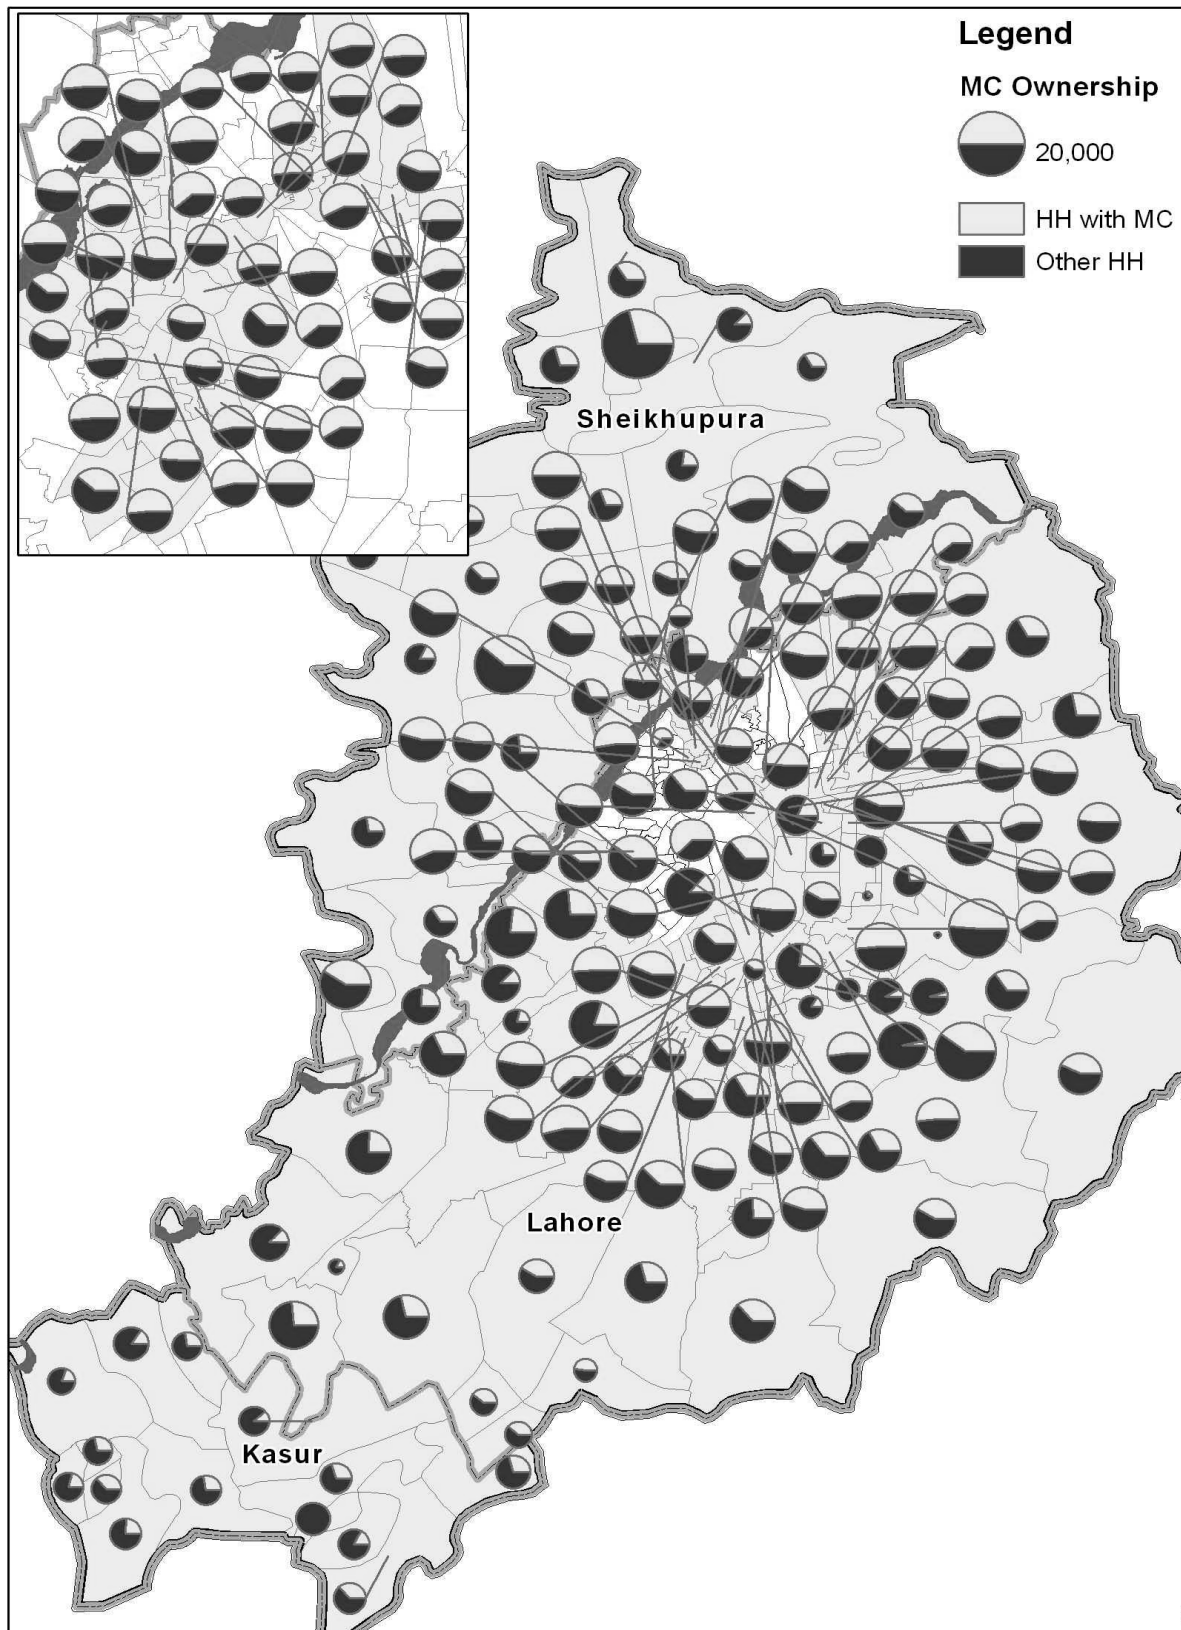 Legend
MC Ownership
20,000
HH with MC
Other HH
Sheikhupura
Lahore
Kasur